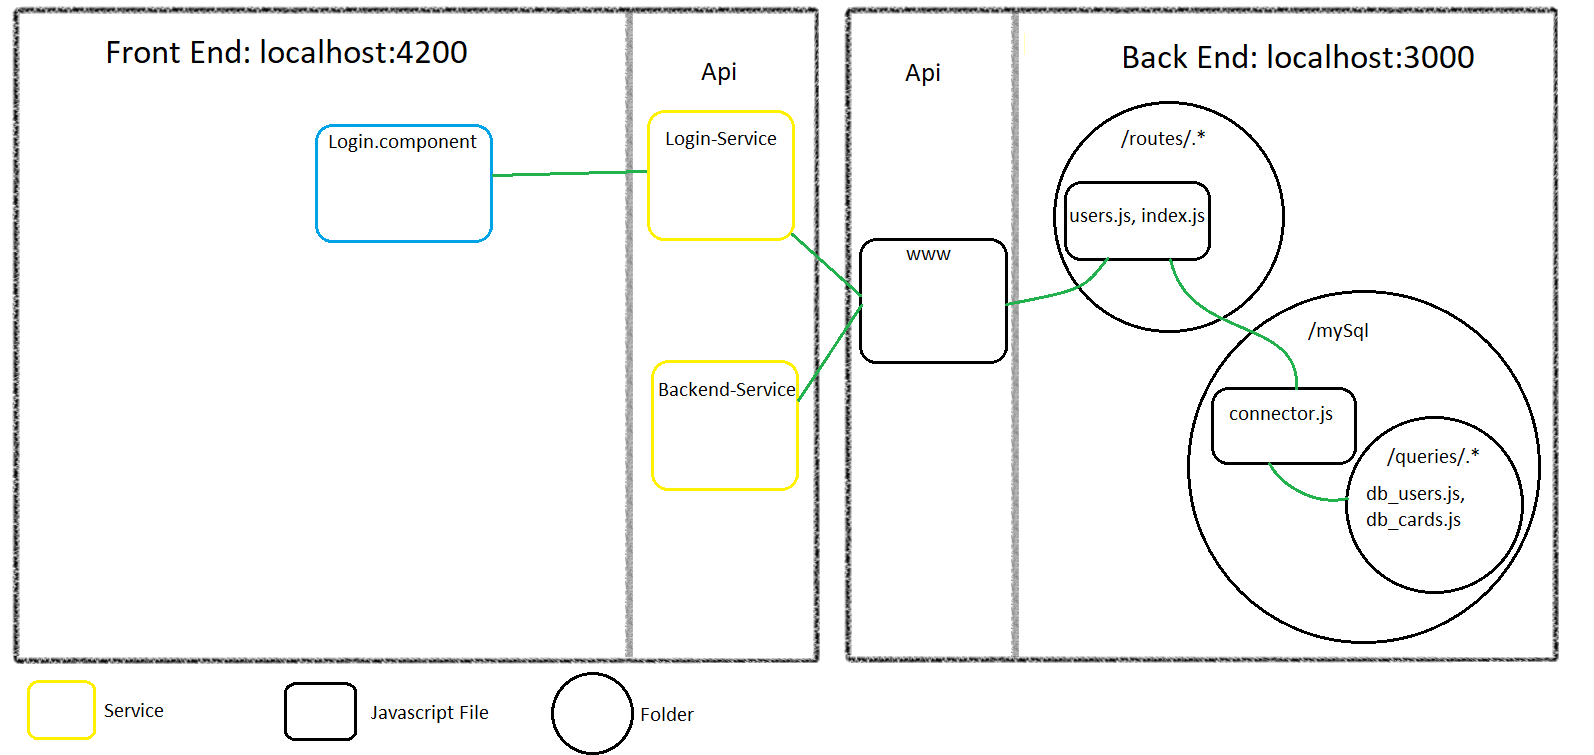 Front End: localhost:4200
Api
Login.component
Login-Service
Backend-Service
Api
www
Back End: localhost:3000
/routes/.*
users.js, index.js
/mySql
connector.js
/queries/.*
db_users.js,
db_cards.js
Service
Javascript File
Folder